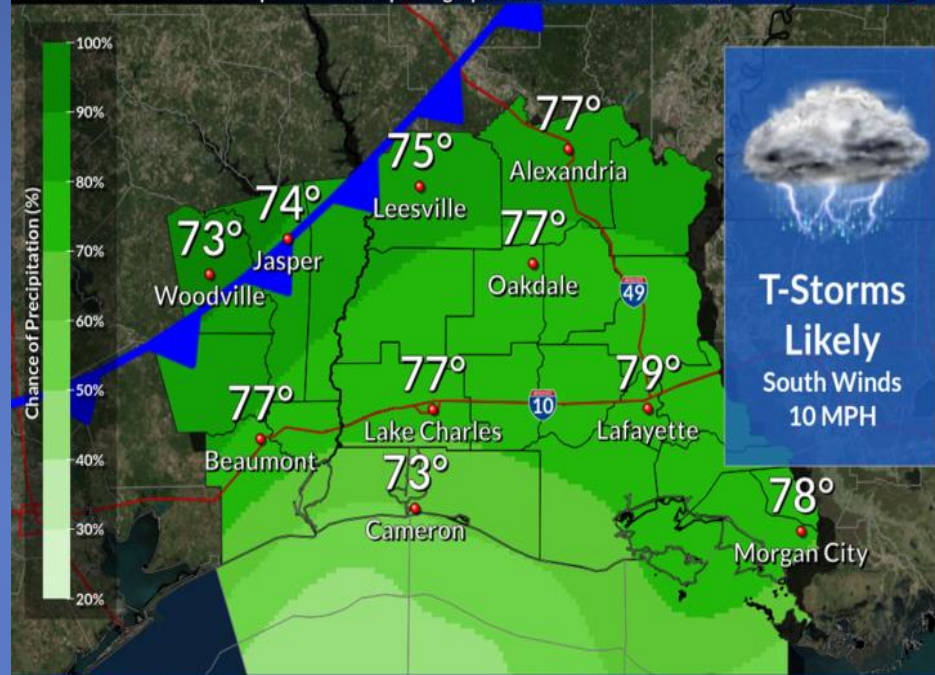 100%
90%
80%
70%
60%
50%
40%
30%
20%
Chance of Precipitation (%)
77°
Alexandria
75°
Leesville
74°
Jasper
73°
Woodville
77°
Oakdale
49
77°
Beaumont
77°
Lake Charles
10
79°
Lafayette
73°
Cameron
78°
Morgan City
T-Storms
Likely
South Winds
10 MPH